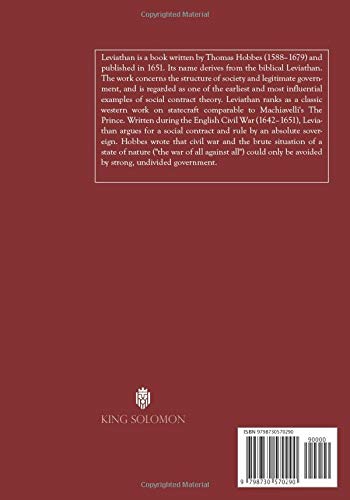 Copyrighted Material
Leviathan is a book written by Thomas Hobbes (1588–1679) and
published in 1651. Its name derives from the biblical Leviathan.
The work concerns the structure of society and legitimate govern-
ment, and is regarded as one of the earliest and most influential
examples of social contract theory. Leviathan ranks as a classic
western work on statecraft comparable to Machiavelli's The
Prince. Written during the English Civil War (1642–1651), Levia-
than argues for a social contract and rule by an absolute sover-
eign. Hobbes wrote that civil war and the brute situation of a
state of nature ("the war of all against all") could only be avoided
by strong, undivided government.
KING SOLOMON
ISBN 9798730570290
90000
9 798730 570290
Copyrighted Material